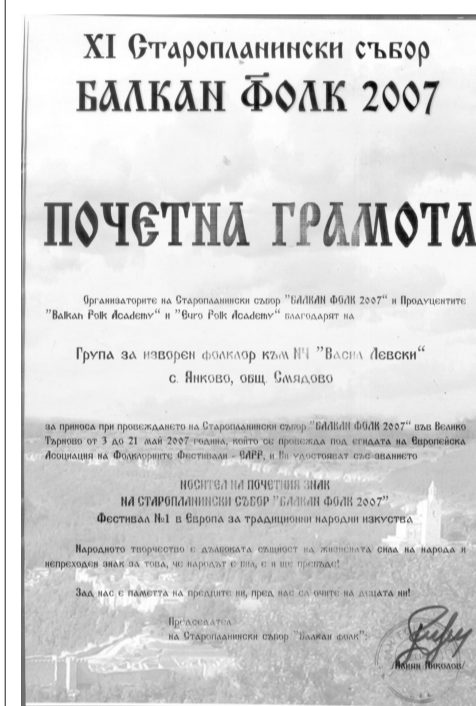 XI Старопланински събор
БАЛКАН ФОЛК 2007
ПОЧЕТНА ГРАМОТА
Организаторите на Старопланински събор "БАЛКАН ФОЛК 2007" и Продуцентите
"Balkan Folk Academy" и "Euro Folk Academy" благодарят на
Група за изворен фолклор към НЧ "Васил Левски"
с. Янково, общ. Смядово
за приноса при провеждането на Старопланински събор "БАЛКАН ФОЛК 2007" във Велико
Търново от 3 до 21 май 2007 година, който се провежда под егидата на Европейска
Асоциация на Фолклорните Фестивали - EAFF, и Ви удостояват със званието
НОСИТЕЛ НА ПОЧЕТНИЯ ЗНАК
НА СТАРОПЛАНИНСКИ СЪБОР "БАЛКАН ФОЛК 2007"
Фестивал №1 в Европа за традиционни народни изкуства
Народното творчество е дълбоката същност на жизнената сила на народа и
непреходен знак за това, че народът е бил, е и ще пребъде!
Зад нас е паметта на предците ни, пред нас са очите на децата ни!
Председател
на Старопланински събор "Балкан фолк":
Николов/